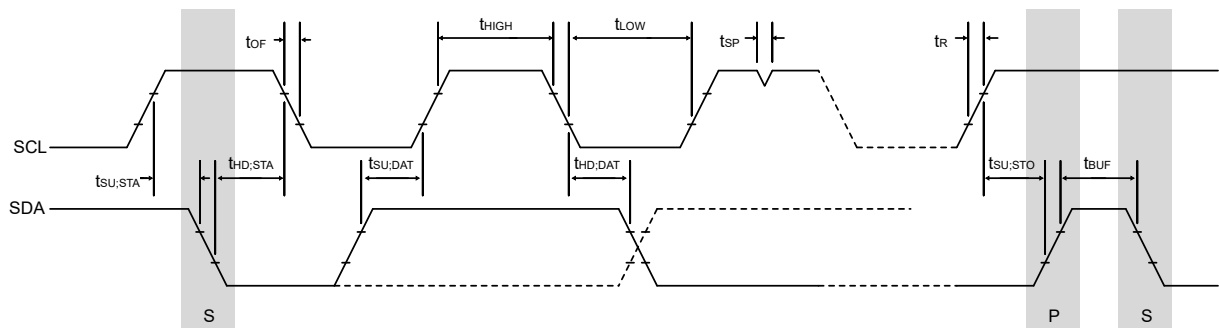 tOF
tHIGH
tLOW
tSP
tR
SCL
tSU;STA
tHD;STA
tSU;DAT
tHD;DAT
tSU;STO
tBUF
SDA
S
P
S